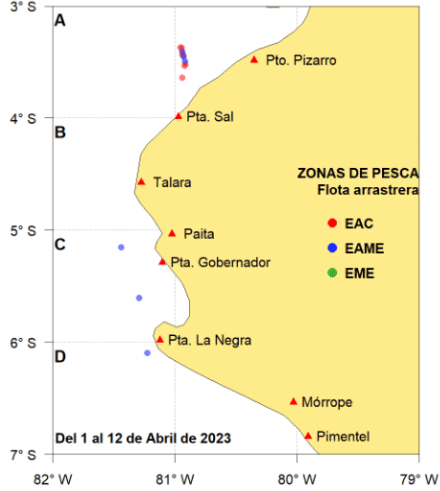 3° S
A
Pto. Pizarro
4° S
Pta. Sal
B
Talara
ZONAS DE PESCA
Flota arrastrera
EAC
EAME
EME
5° S
Paita
C
Pta. Gobernador
6° S
Pta. La Negra
D
Mórrope
Del 1 al 12 de Abril de 2023
Pimentel
7° S
82° W
81° W
80° W
79° W